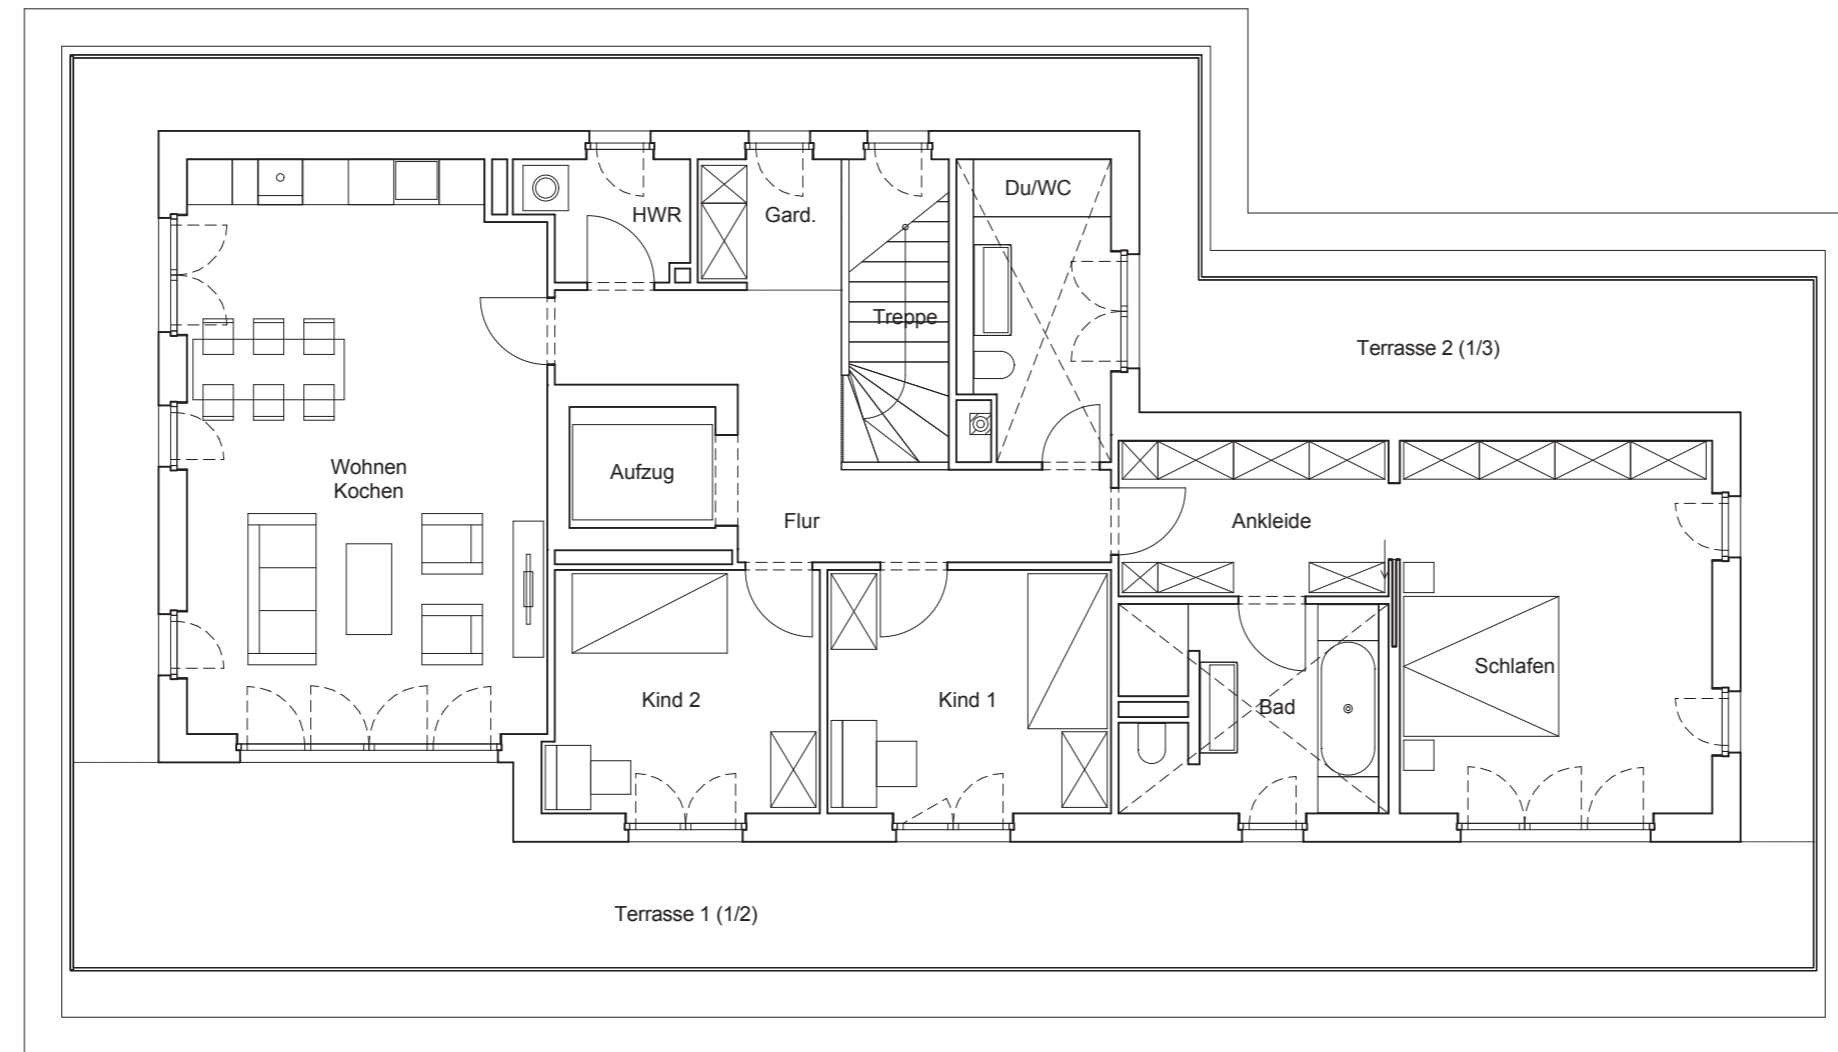 Du/WC
HWR
Gard.
Treppe
Terrasse 2 (1/3)
Wohnen
Kochen
Aufzug
Flur
Ankleide
Schlafen
Kind 2
Kind 1
Bad
Terrasse 1 (1/2)